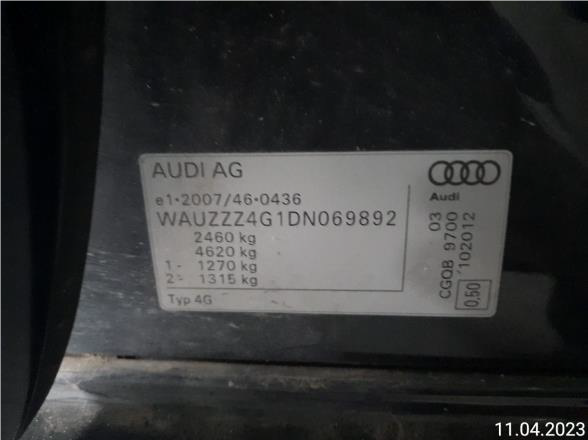 AUDI AG
e1*2007/46*0436
WAUZZZ4G1DN069892
2460 kg
4620 kg
1- 1270 kg
2- 1315 kg
Typ 4G
Audi
03
CGQB 9700
102012
0,50
11.04.2023